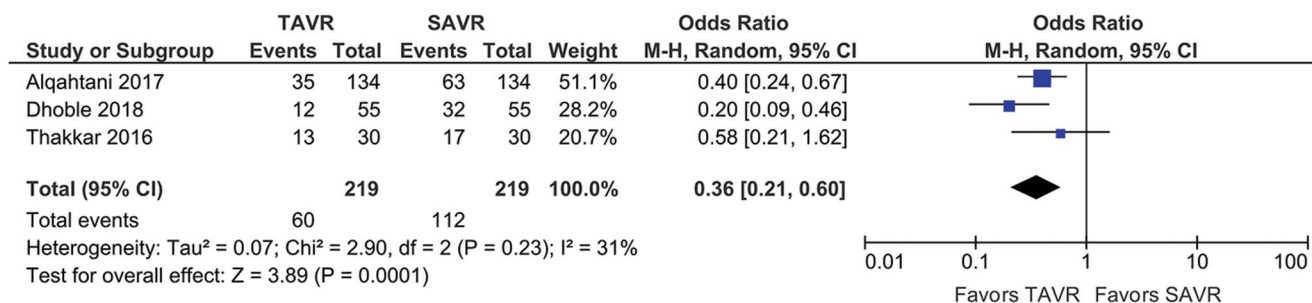 TAVR SAVR Odds Ratio Odds Ratio
Study or Subgroup Events Total Events Total Weight M-H, Random, 95% CI M-H, Random, 95% CI
Alqahtani 2017 35 134 63 134 51.1% 0.40 [0.24, 0.67]
Dhoble 2018 12 55 32 55 28.2% 0.20 [0.09, 0.46]
Thakkar 2016 13 30 17 30 20.7% 0.58 [0.21, 1.62]
Total (95% CI) 219 219 100.0% 0.36 [0.21, 0.60]
Total events 60 112
Heterogeneity: Tau² = 0.07; Chi² = 2.90, df = 2 (P = 0.23); I² = 31%
Test for overall effect: Z = 3.89 (P = 0.0001)
0.01 0.1 1 10 100
Favors TAVR Favors SAVR